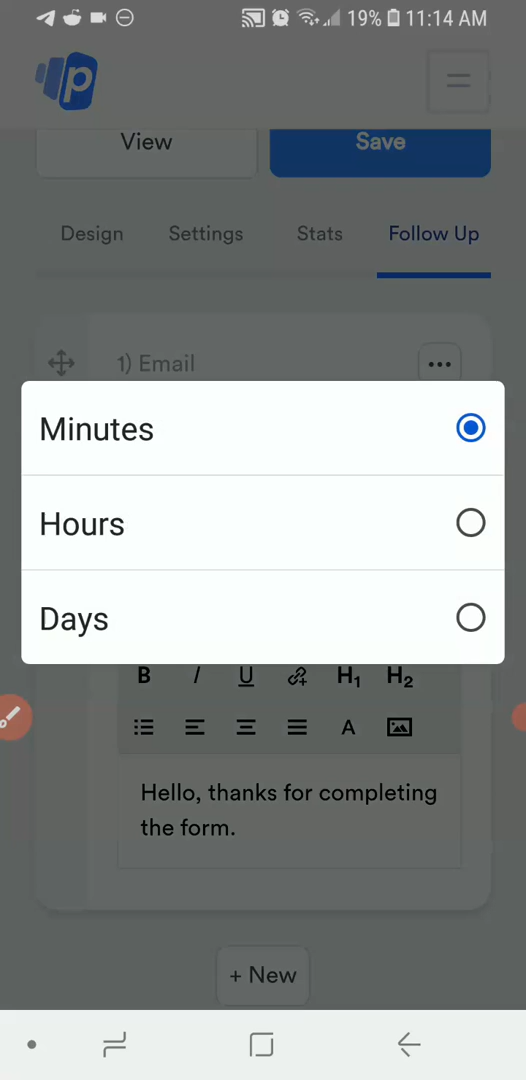 19% 11:14 AM
p
View Save
Design Settings Stats Follow Up
1) Email
Minutes
Hours
Days
B I U H1 H2
A
Hello, thanks for completing
the form.
+ New